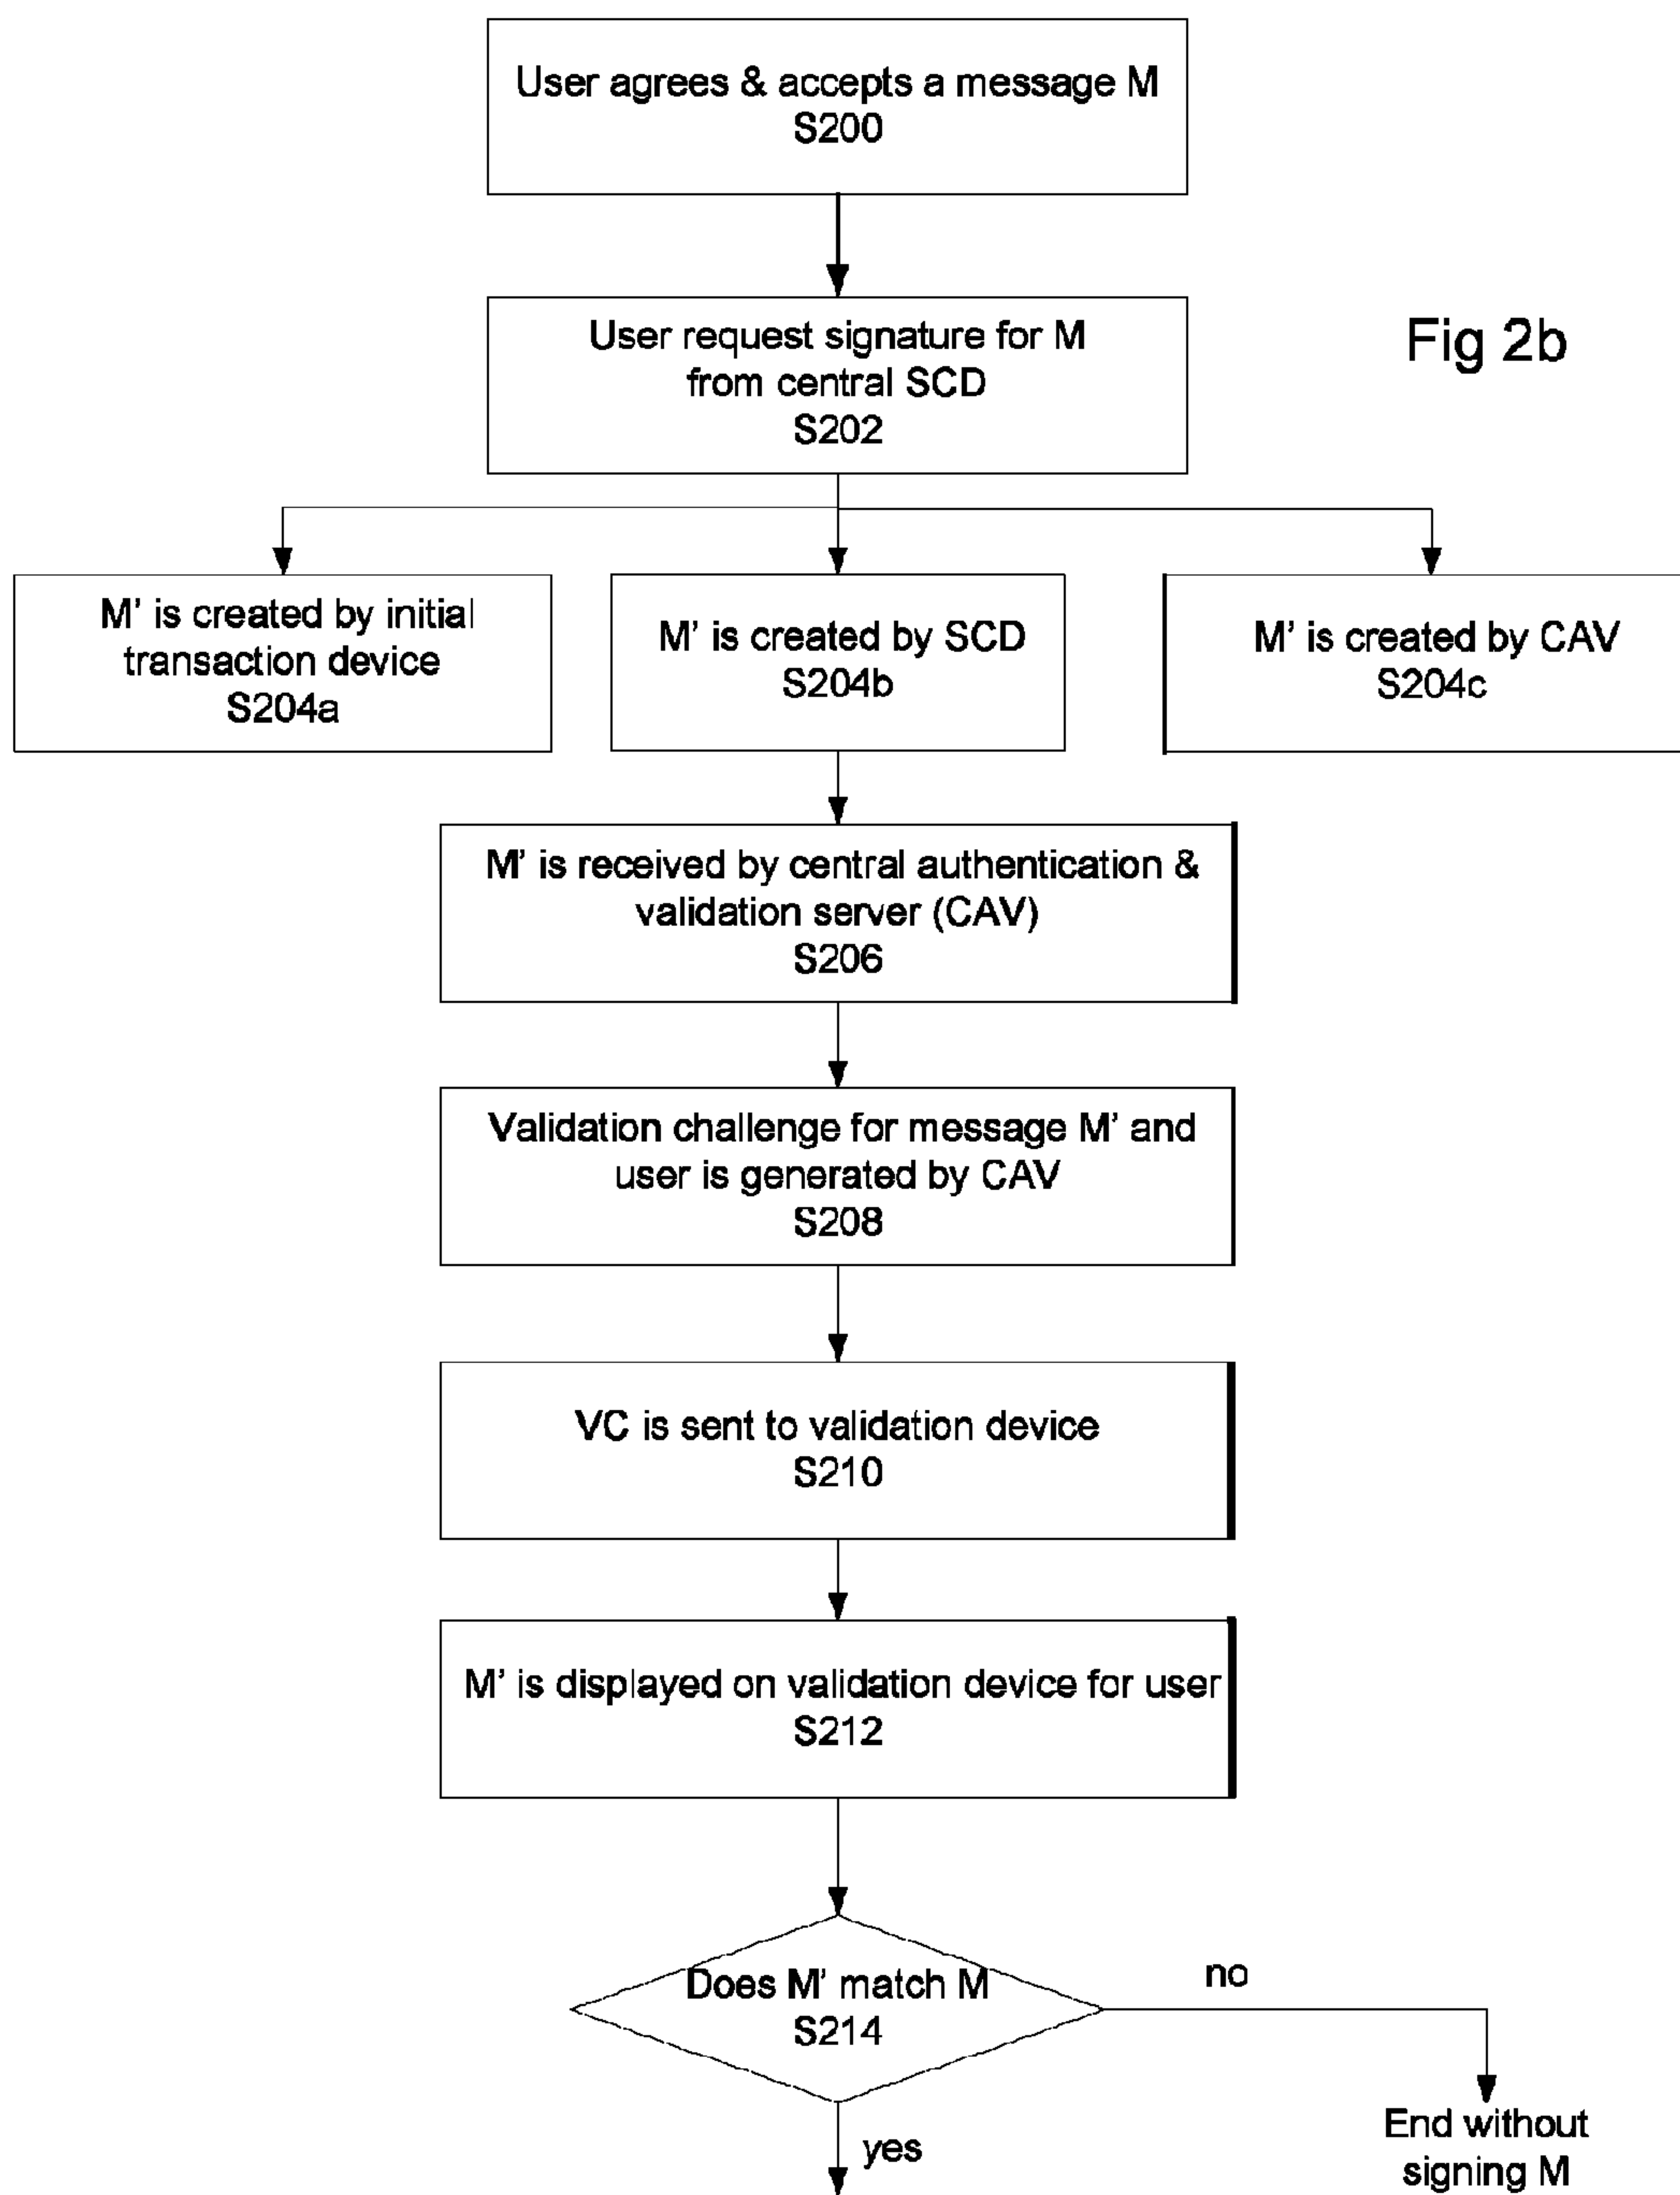 User agrees & accepts a message M
S200
User request signature for M
from central SCD
S202
Fig 2b
M' is created by initial
transaction device
S204a
M' is created by SCD
S204b
M' is created by CAV
S204c
M' is received by central authentication &
validation server (CAV)
S206
Validation challenge for message M' and
user is generated by CAV
S208
VC is sent to validation device
S210
M' is displayed on validation device for user
S212
Does M' match M
S214
no
yes
End without
signing M